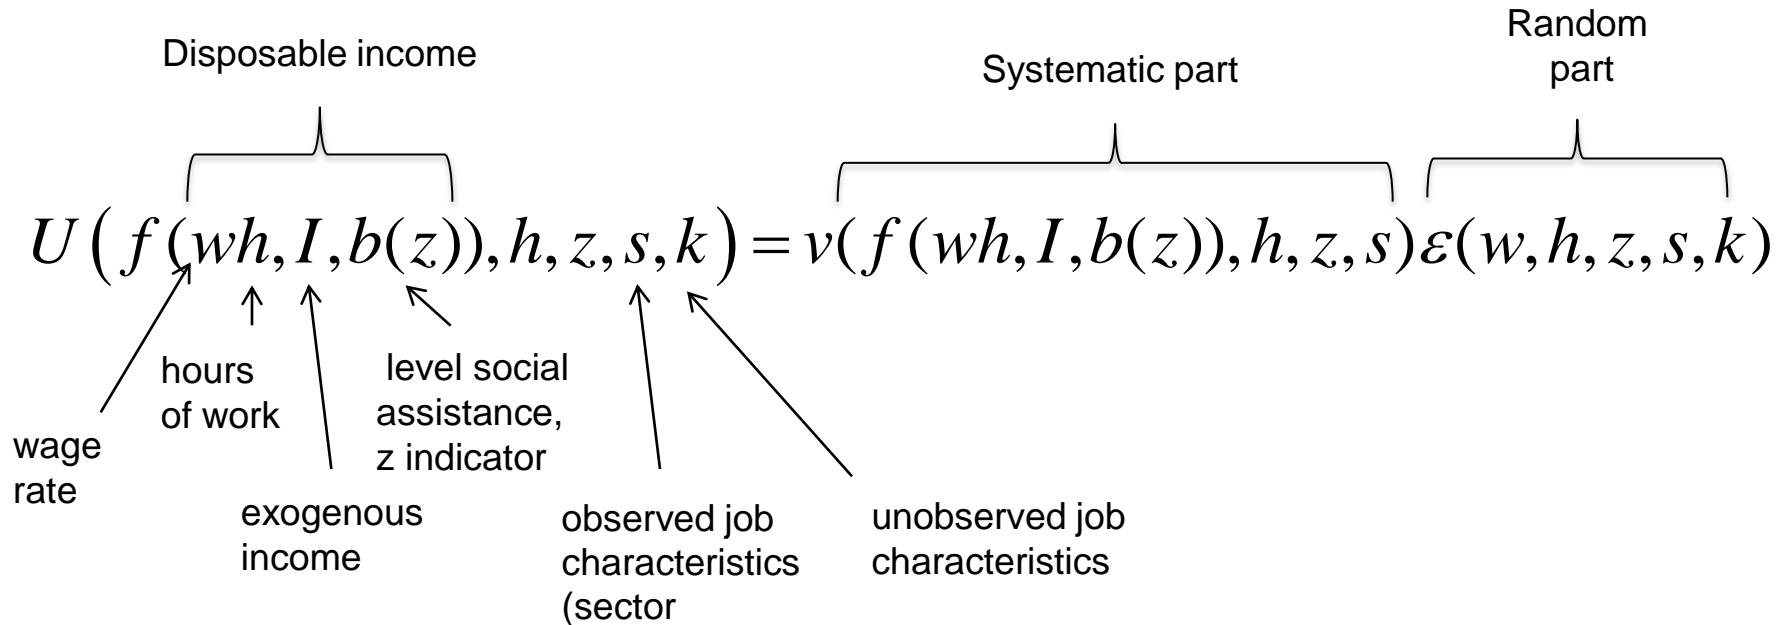 Disposable income
Systematic part
Random
part
U(f(wh,I,b(z)),h,z,s,k)=v(f(wh,I,b(z)),h,z,s)ε(w,h,z,s,k)
wage
rate
hours
of work
exogenous
income
level social
assistance,
z indicator
observed job
characteristics
(sector
unobserved job
characteristics